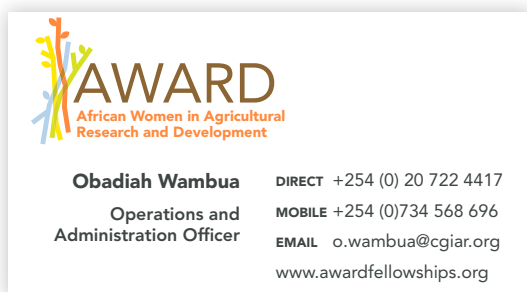 AWARD
African Women in Agricultural
Research and Development
Obadiah Wambua
Operations and
Administration Officer
DIRECT +254 (0) 20 722 4417
MOBILE +254 (0)734 568 696
EMAIL o.wambua@cgiar.org
www.awardfellowships.org